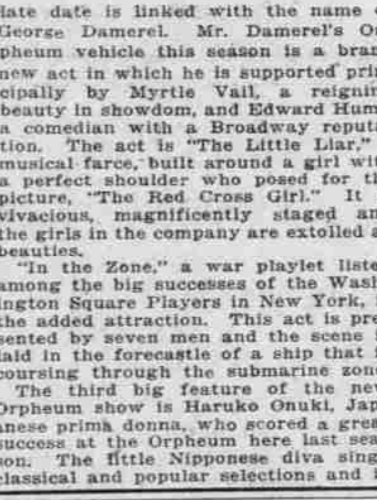 late date is linked with the name
George Damerel. Mr. Damerel's Or
pheum vehicle this season is a bran
new act in which he is supported prin
cipally by Myrtle Vail, a reignin
beauty in showdom, and Edward Hum
a comedian with a Broadway reputa
tion. The act is "The Little Liar,"
musical farce, built around a girl wit
a perfect shoulder who posed for th
picture, "The Red Cross Girl." It
vivacious, magnificently staged an
the girls in the company are extolled a
beauties.
"In the Zone," a war playlet liste
among the big successes of the Wash
ington Square Players in New York, i
the added attraction. This act is pre
sented by seven men and the scene i
laid in the forecastle of a ship that i
coursing through the submarine zone
The third big feature of the new
Orpheum show is Haruko Onuki, Jap
anese prima donna, who scored a grea
success at the Orpheum here last sea
son. The little Nipponese diva sing
classical and popular selections and i